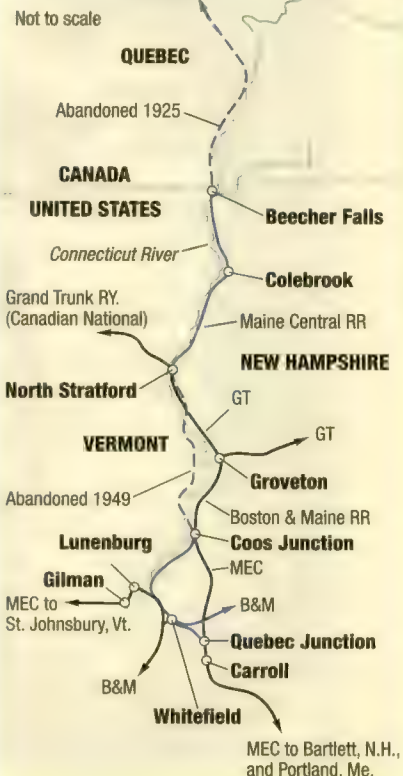 Not to scale
QUEBEC
Abandoned 1925
CANADA
UNITED STATES
Beecher Falls
Connecticut River
Colebrook
Grand Trunk RY.
(Canadian National)
Maine Central RR
NEW HAMPSHIRE
North Stratford
GT
VERMONT
GT
Groveton
Abandoned 1949
Boston & Maine RR
Lunenburg
Coos Junction
Gilman
MEC
MEC to
St. Johnsbury, Vt.
B&M
Quebec Junction
Carroll
B&M
Whitefield
MEC to Bartlett, N.H.,
and Portland, Me.